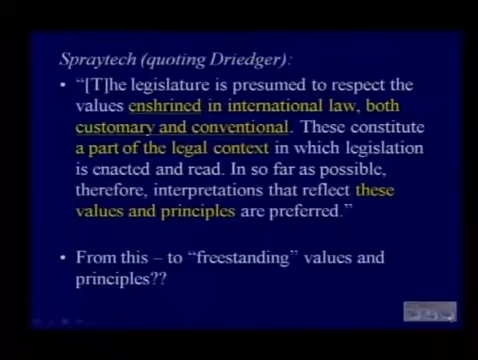 Spraytech (quoting Driedger):
• “[T]he legislature is presumed to respect the
values enshrined in international law, both
customary and conventional. These constitute
a part of the legal context in which legislation
is enacted and read. In so far as possible,
therefore, interpretations that reflect these
values and principles are preferred.”
• From this – to “freestanding” values and
principles??